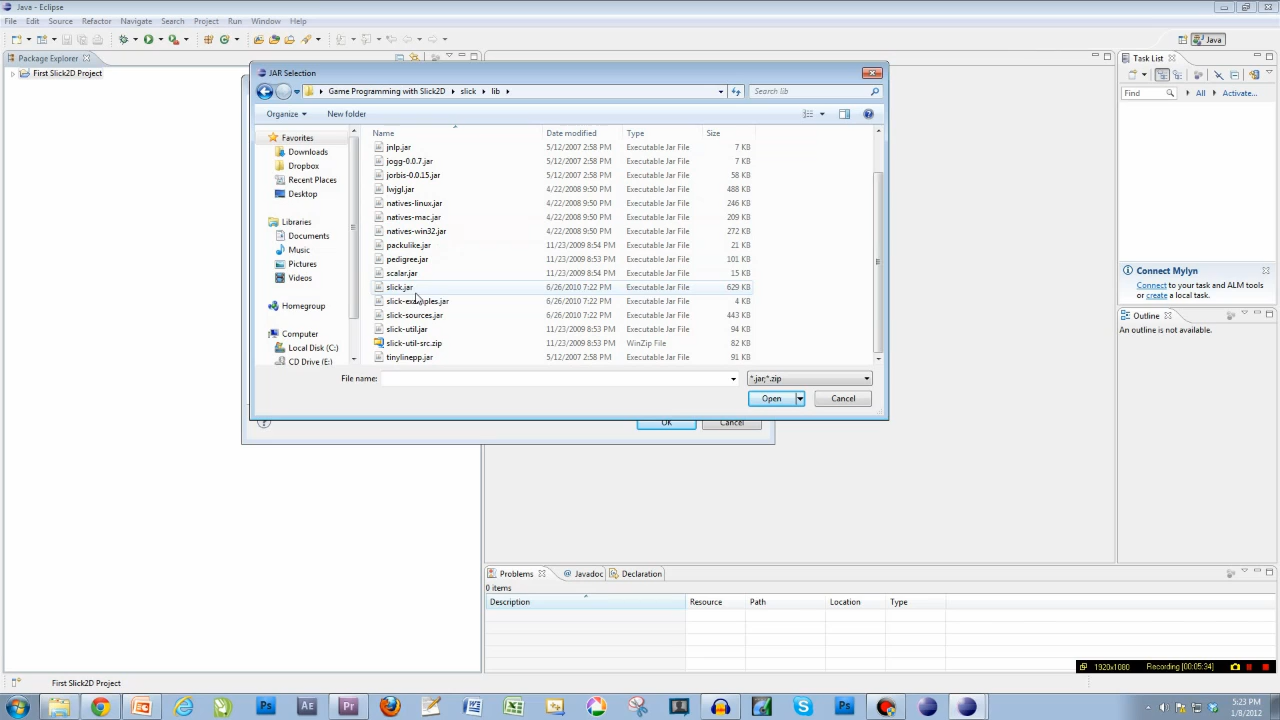 Java - Eclipse
File Edit Source Refactor Navigate Search Project Run Window Help
Java
Package Explorer
First Slick2D Project
JAR Selection
Game Programming with Slick2D slick lib
Search lib
Organize New folder
Favorites
Downloads
Dropbox
Recent Places
Desktop
Libraries
Documents
Music
Pictures
Videos
Homegroup
Computer
Local Disk (C:)
CD Drive (E:)
Name Date modified Type Size
jnlp.jar 5/12/2007 2:58 PM Executable Jar File 7 KB
jogg-0.0.7.jar 5/12/2007 2:58 PM Executable Jar File 7 KB
jorbis-0.0.15.jar 5/12/2007 2:58 PM Executable Jar File 58 KB
lwjgl.jar 4/22/2008 9:50 PM Executable Jar File 488 KB
natives-linux.jar 4/22/2008 9:50 PM Executable Jar File 246 KB
natives-mac.jar 4/22/2008 9:50 PM Executable Jar File 209 KB
natives-win32.jar 4/22/2008 9:50 PM Executable Jar File 272 KB
packulike.jar 11/23/2009 8:54 PM Executable Jar File 21 KB
pedigree.jar 11/23/2009 8:53 PM Executable Jar File 101 KB
scalar.jar 11/23/2009 8:54 PM Executable Jar File 15 KB
slick.jar 6/26/2010 7:22 PM Executable Jar File 629 KB
slick-examples.jar 6/26/2010 7:22 PM Executable Jar File 4 KB
slick-sources.jar 6/26/2010 7:22 PM Executable Jar File 443 KB
slick-util.jar 11/23/2009 8:53 PM Executable Jar File 94 KB
slick-util-src.zip 11/23/2009 8:53 PM WinZip File 82 KB
tinylinepp.jar 5/12/2007 2:58 PM Executable Jar File 91 KB
File name: *.jar;*.zip
Open Cancel
OK Cancel
Task List
Find All Activate...
Connect Mylyn
Connect to your task and ALM tools
or create a local task.
Outline
An outline is not available.
Problems @ Javadoc Declaration
0 items
Description Resource Path Location Type
1920x1080 Recording [00:05:34]
First Slick2D Project
5:23 PM
1/8/2012